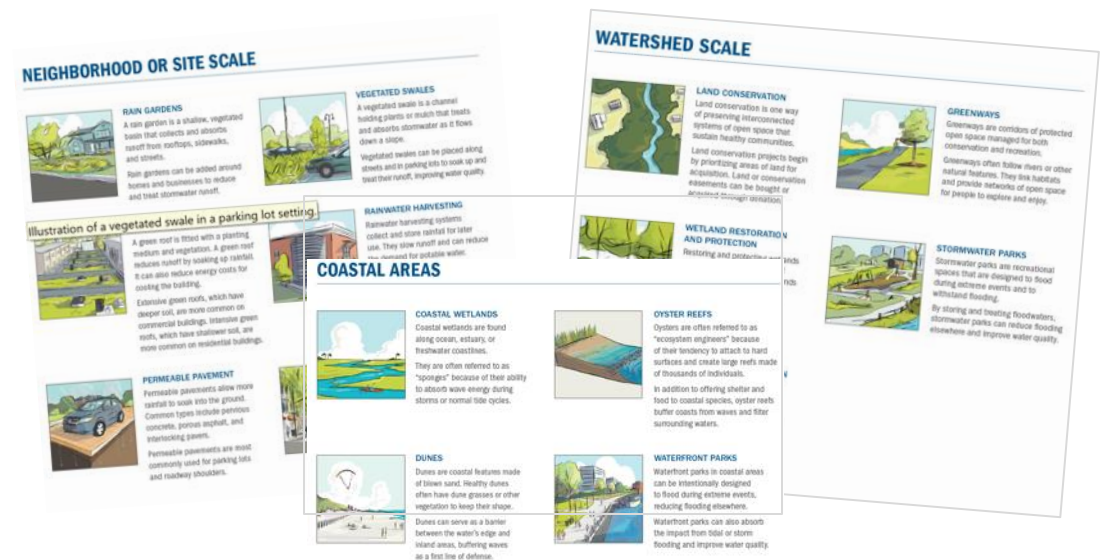 NEIGHBORHOOD OR SITE SCALE
RAIN GARDENS
A rain garden is a shallow, vegetated
basin that collects and absorbs
runoff from rooftops, sidewalks,
and streets.
Rain gardens can be added around
homes and businesses to reduce
and treat stormwater runoff.
VEGETATED SWALES
A vegetated swale is a channel
holding plants or mulch that treats
and absorbs stormwater as it flows
down a slope.
Vegetated swales can be placed along
streets and in parking lots to soak up and
treat their runoff, improving water quality.
Illustration of a vegetated swale in a parking lot setting.
A green roof is fitted with a planting
medium and vegetation. A green roof
reduces runoff by soaking up rainfall.
It can also reduce energy costs for
cooling the building.
Extensive green roofs, which have
deeper soil, are more common on
commercial buildings. Intensive green
roofs, which have shallower soil, are
more common on residential buildings.
RAINWATER HARVESTING
Rainwater harvesting systems
collect and store rainfall for later
use. They slow runoff and can reduce
the demand for potable water.
PERMEABLE PAVEMENT
Permeable pavements allow more
rainfall to soak into the ground.
Common types include pervious
concrete, porous asphalt, and
interlocking pavers.
Permeable pavements are most
commonly used for parking lots
and roadway shoulders.
WATERSHED SCALE
LAND CONSERVATION
Land conservation is one way
of preserving interconnected
systems of open space that
sustain healthy communities.
Land conservation projects begin
by prioritizing areas of land for
acquisition. Land or conservation
easements can be bought or
acquired through donation.
GREENWAYS
Greenways are corridors of protected
open space managed for both
conservation and recreation.
Greenways often follow rivers or other
natural features. They link habitats
and provide networks of open space
for people to explore and enjoy.
WETLAND RESTORATION
AND PROTECTION
Restoring and protecting
STORMWATER PARKS
Stormwater parks are recreational
spaces that are designed to flood
during extreme events and to
withstand flooding.
By storing and treating floodwaters,
stormwater parks can reduce flooding
elsewhere and improve water quality.
COASTAL AREAS
COASTAL WETLANDS
Coastal wetlands are found
along ocean, estuary, or
freshwater coastlines.
They are often referred to as
"sponges" because of their ability
to absorb wave energy during
storms or normal tide cycles.
OYSTER REEFS
Oysters are often referred to as
"ecosystem engineers" because
of their tendency to attach to hard
surfaces and create large reefs made
of thousands of individuals.
In addition to offering shelter and
food to coastal species, oyster reefs
buffer coasts from waves and filter
surrounding waters.
DUNES
Dunes are coastal features made
of blown sand. Healthy dunes
often have dune grasses or other
vegetation to keep their shape.
Dunes can serve as a barrier
between the water's edge and
inland areas, buffering waves
as a first line of defense.
WATERFRONT PARKS
Waterfront parks in coastal areas
can be intentionally designed
to flood during extreme events,
reducing flooding elsewhere.
Waterfront parks can also absorb
the impact from tidal or storm
flooding and improve water quality.